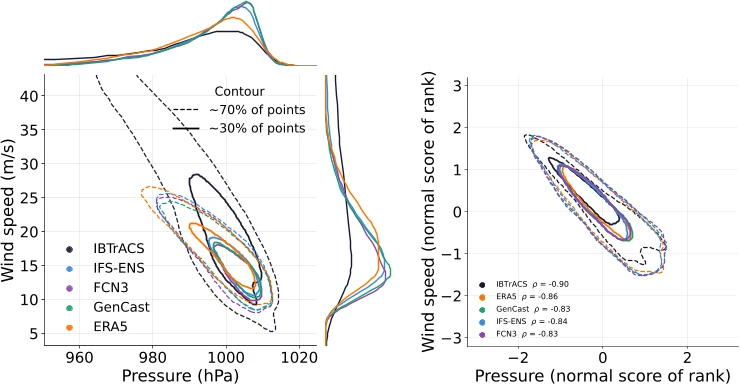 Contour
~70% of points
~30% of points
40
35
30
25
20
15
10
5
Wind speed (m/s)
IBTrACS
IFS-ENS
FCN3
GenCast
ERA5
960
980
1000
1020
Pressure (hPa)
3
2
1
0
−1
−2
−3
Wind speed (normal score of rank)
IBTrACS ρ = -0.90
ERA5 ρ = -0.86
GenCast ρ = -0.83
IFS-ENS ρ = -0.84
FCN3 ρ = -0.83
−2
0
2
Pressure (normal score of rank)